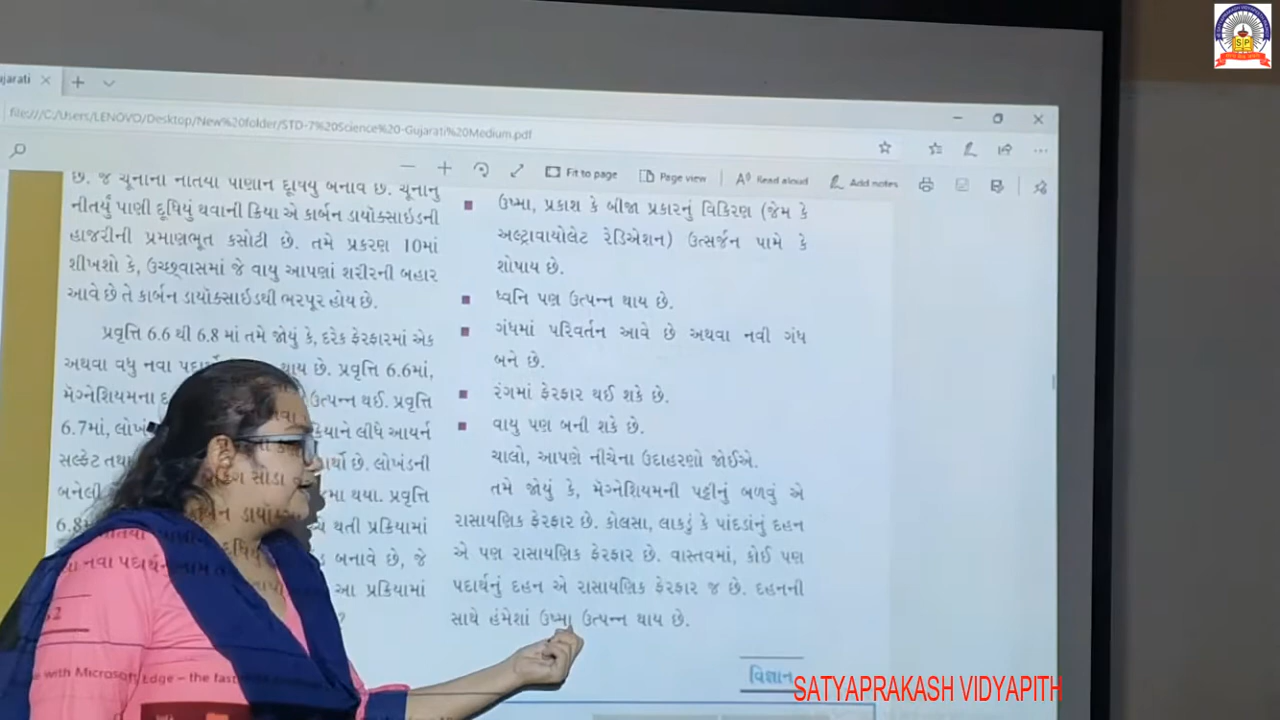 jarati
file:///C:/Users/LENOVO/Desktop/New%20folder/STD-7%20Science%20-Gujarati%20Medium.pdf
Fit to page
Page view
Read aloud
Add notes
છે. જે ચૂનાના નીતર્યા પાણીને દૂધિયું બનાવે છે. ચૂનાનું
નીતર્યું પાણી દૂધિયું થવાની ક્રિયા એ કાર્બન ડાયૉક્સાઇડની
હાજરીની પ્રમાણભૂત કસોટી છે. તમે પ્રકરણ 10માં
શીખશો કે, ઉચ્છ્વાસમાં જે વાયુ આપણાં શરીરની બહાર
આવે છે તે કાર્બન ડાયૉક્સાઇડથી ભરપૂર હોય છે.
પ્રવૃત્તિ 6.6 થી 6.8 માં તમે જોયું કે, દરેક ફેરફારમાં એક
અથવા વધુ નવા પદાર્થો થાય છે. પ્રવૃત્તિ 6.6માં,
મૅગ્નેશિયમના ઉત્પન્ન થઈ. પ્રવૃત્તિ
6.7માં, લોખં ક્રિયાને લીધે આયર્ન
સલ્ફેટ તથા પદાર્થો છે. લોખંડની
બનેલી જમા થયા. પ્રવૃત્તિ
6.8માં થતી પ્રક્રિયામાં
બનાવે છે, જે
આ પ્રક્રિયામાં
ઉષ્મા, પ્રકાશ કે બીજા પ્રકારનું વિકિરણ (જેમ કે
અલ્ટ્રાવાયોલેટ રેડિએશન) ઉત્સર્જન પામે કે
શોષાય છે.
ધ્વનિ પણ ઉત્પન્ન થાય છે.
ગંધમાં પરિવર્તન આવે છે અથવા નવી ગંધ
બને છે.
રંગમાં ફેરફાર થઈ શકે છે.
વાયુ પણ બની શકે છે.
ચાલો, આપણે નીચેના ઉદાહરણો જોઈએ.
તમે જોયું કે, મૅગ્નેશિયમની પટ્ટીનું બળવું એ
રાસાયણિક ફેરફાર છે. કોલસા, લાકડું કે પાંદડાંનું દહન
એ પણ રાસાયણિક ફેરફાર છે. વાસ્તવમાં, કોઈ પણ
પદાર્થનું દહન એ રાસાયણિક ફેરફાર જ છે. દહનની
સાથે હંમેશાં ઉષ્મા ઉત્પન્ન થાય છે.
વિજ્ઞાન
SATYAPRAKASH VIDYAPITH